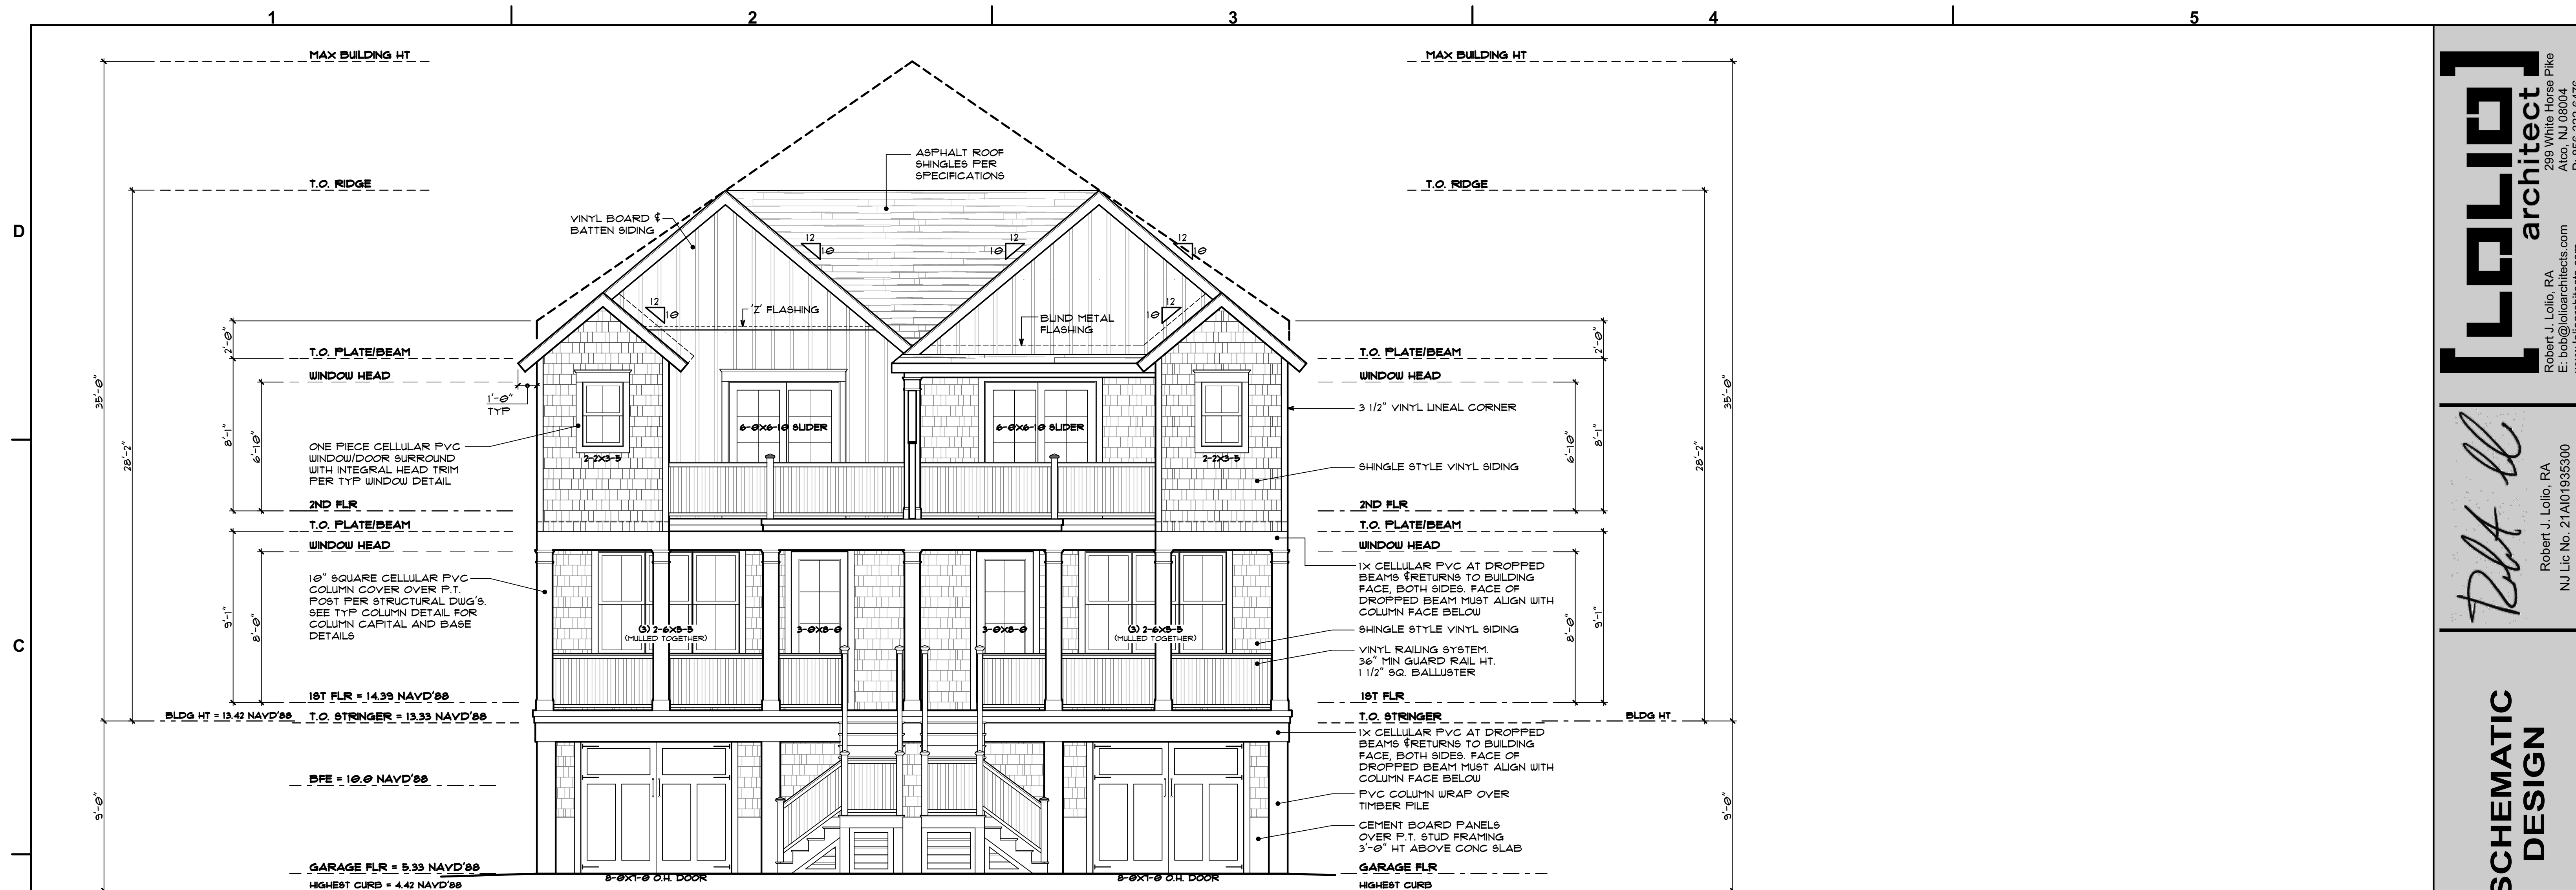 1
2
3
4
5
D
C
MAX BUILDING HT
T.O. RIDGE
VINYL BOARD &
BATTEN SIDING
ASPHALT ROOF
SHINGLES PER
SPECIFICATIONS
12
10
12
10
12
10
12
10
12
10
'Z' FLASHING
BLIND METAL
FLASHING
2'-0"
T.O. PLATE/BEAM
WINDOW HEAD
35'-0"
28'-2"
8'-1"
6'-10"
1'-0"
TYP
ONE PIECE CELLULAR PVC
WINDOW/DOOR SURROUND
WITH INTEGRAL HEAD TRIM
PER TYP WINDOW DETAIL
2-2X3-5
6-0X6-10 SLIDER
6-0X6-10 SLIDER
2-2X3-5
2ND FLR
T.O. PLATE/BEAM
WINDOW HEAD
10" SQUARE CELLULAR PVC
COLUMN COVER OVER P.T.
POST PER STRUCTURAL DWG'S.
SEE TYP COLUMN DETAIL FOR
COLUMN CAPITAL AND BASE
DETAILS
9'-1"
8'-0"
(3) 2-6X5-5
(MULLED TOGETHER)
3-0X8-0
3-0X8-0
(3) 2-6X5-5
(MULLED TOGETHER)
1ST FLR = 14.39 NAVD'88
BLDG HT = 13.42 NAVD'88
T.O. STRINGER = 13.33 NAVD'88
BFE = 10.0 NAVD'88
9'-0"
GARAGE FLR = 5.33 NAVD'88
HIGHEST CURB = 4.42 NAVD'88
8-0X7-0 O.H. DOOR
8-0X7-0 O.H. DOOR
MAX BUILDING HT
T.O. RIDGE
2'-0"
T.O. PLATE/BEAM
WINDOW HEAD
3 1/2" VINYL LINEAL CORNER
35'-0"
28'-2"
8'-1"
6'-10"
SHINGLE STYLE VINYL SIDING
2ND FLR
T.O. PLATE/BEAM
WINDOW HEAD
1X CELLULAR PVC AT DROPPED
BEAMS &RETURNS TO BUILDING
FACE, BOTH SIDES. FACE OF
DROPPED BEAM MUST ALIGN WITH
COLUMN FACE BELOW
8'-0"
9'-1"
SHINGLE STYLE VINYL SIDING
VINYL RAILING SYSTEM.
36" MIN GUARD RAIL HT.
1 1/2" SQ. BALLUSTER
1ST FLR
T.O. STRINGER
BLDG HT
1X CELLULAR PVC AT DROPPED
BEAMS &RETURNS TO BUILDING
FACE, BOTH SIDES. FACE OF
DROPPED BEAM MUST ALIGN WITH
COLUMN FACE BELOW
PVC COLUMN WRAP OVER
TIMBER PILE
9'-0"
CEMENT BOARD PANELS
OVER P.T. STUD FRAMING
3'-0" HT ABOVE CONC SLAB
GARAGE FLR
HIGHEST CURB
[LOLIO]
architect
299 White Horse Pike
Atco, NJ 08004
Robert J. Lolio, RA
E: bob@lolioarchitects.com
Robert J. Lolio, RA
NJ Lic No. 21AI01935300
SCHEMATIC
DESIGN